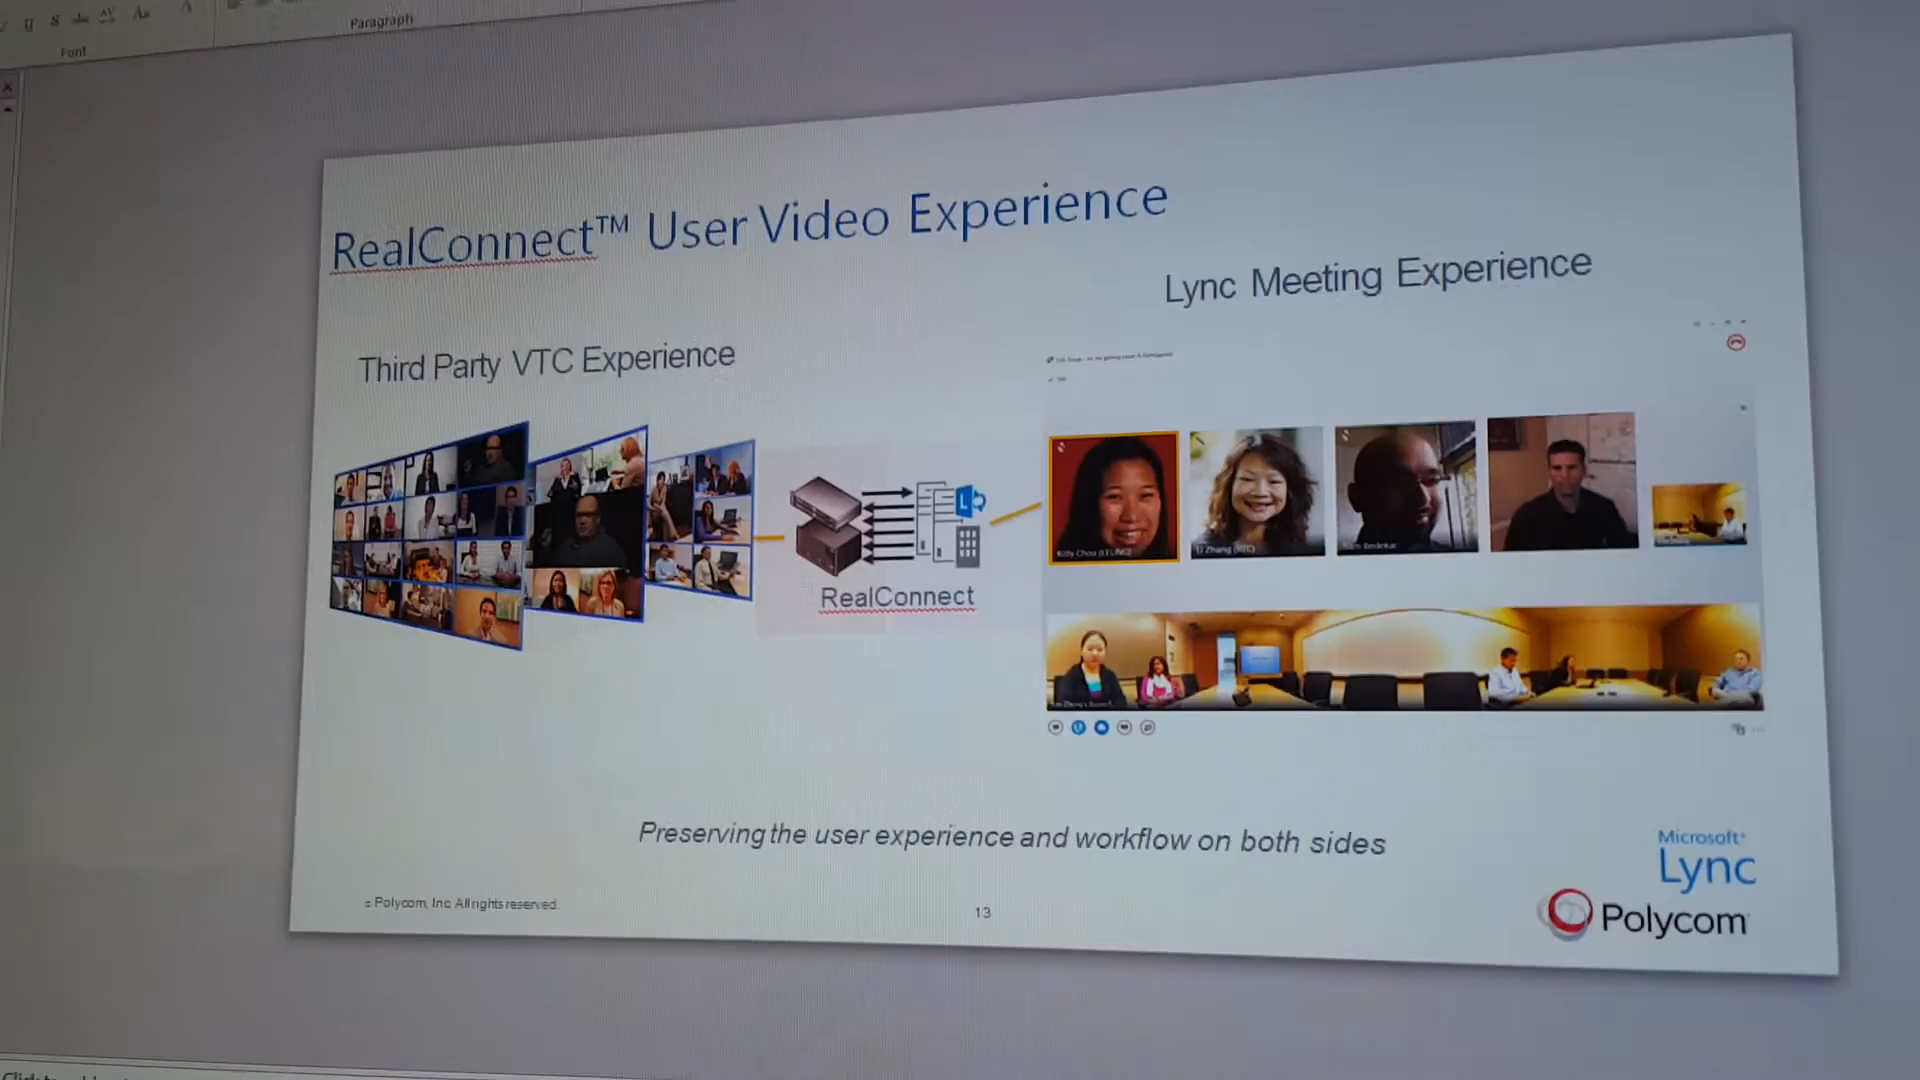 Font
Paragraph
RealConnect™ User Video Experience
Lync Meeting Experience
Third Party VTC Experience
RealConnect
Preserving the user experience and workflow on both sides
Microsoft®
Lync
Polycom
Polycom, Inc. All rights reserved.
13